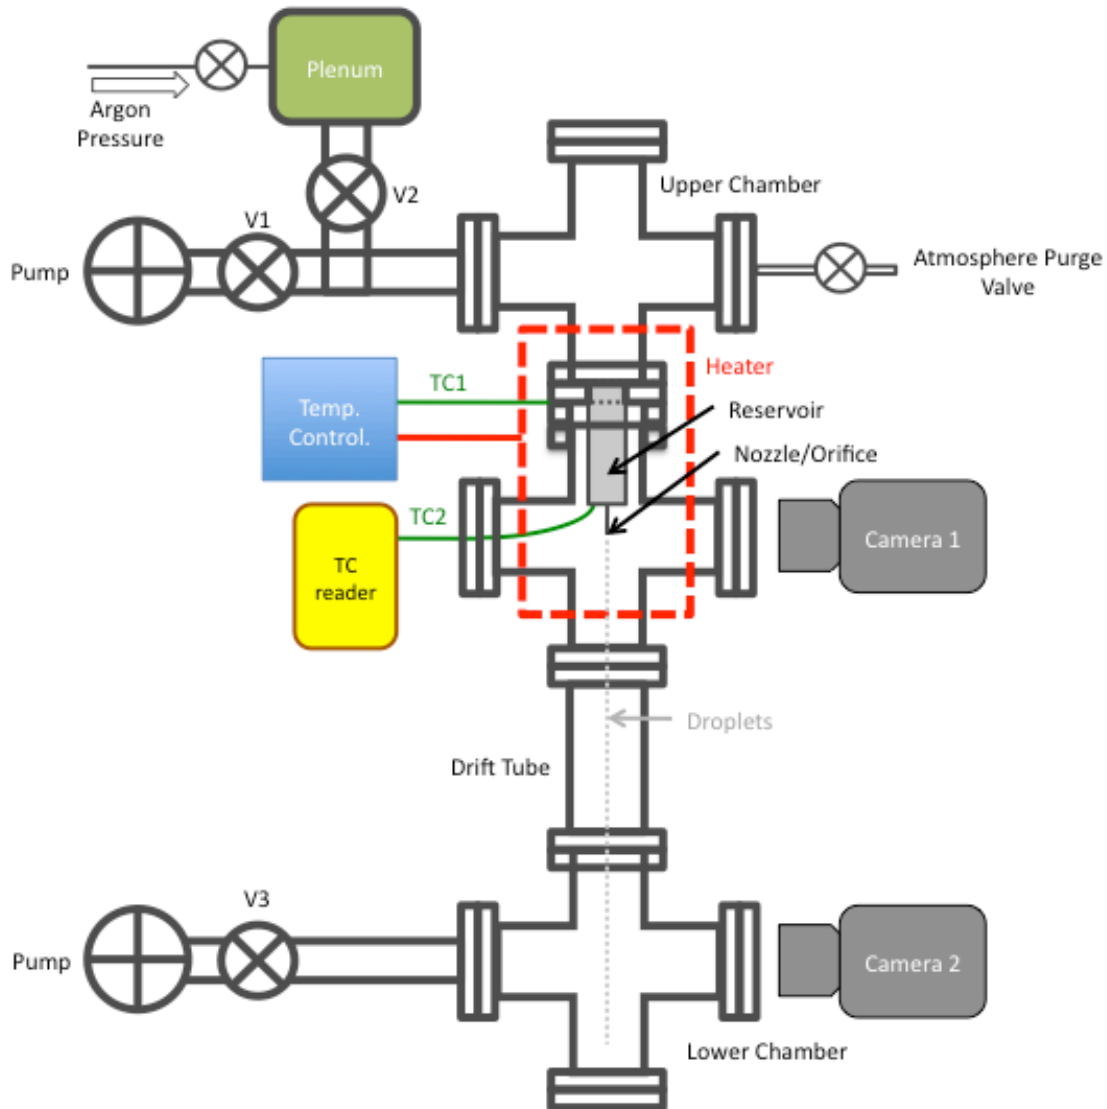 Plenum
Argon
Pressure
V2
Upper Chamber
V1
Pump
Atmosphere Purge
Valve
Heater
TC1
Temp.
Control.
Reservoir
Nozzle/Orifice
TC2
TC
reader
Camera 1
Droplets
Drift Tube
V3
Pump
Camera 2
Lower Chamber